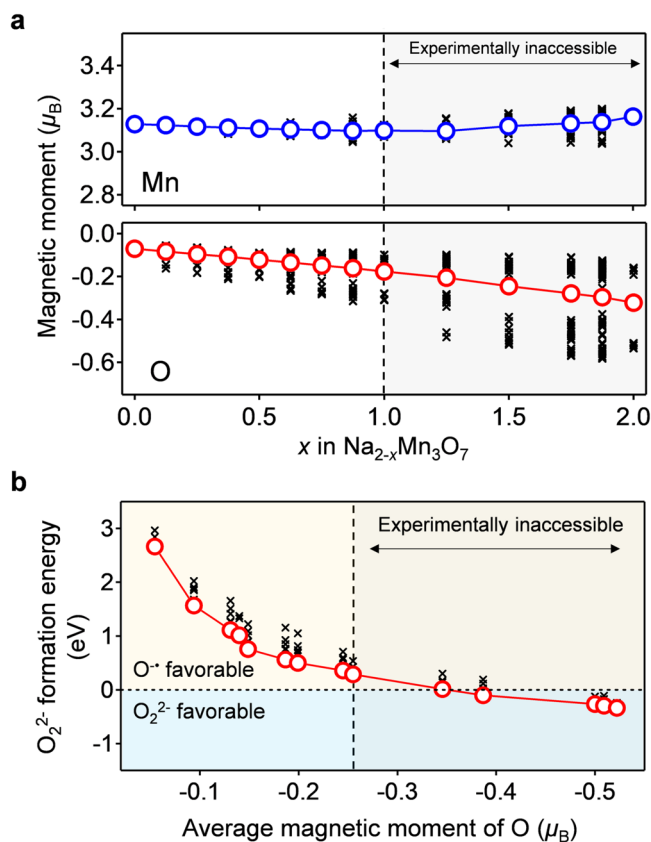 a
Experimentally inaccessible
3.4
3.2
3.0
2.8
Mn
Magnetic moment (μB)
0.0
-0.2
-0.4
-0.6
O
0.0 0.5 1.0 1.5 2.0
x in Na2-xMn3O7
b
Experimentally inaccessible
3
2
1
0
-1
O2²⁻ formation energy
(eV)
O⁻• favorable
O2²⁻ favorable
-0.1 -0.2 -0.3 -0.4 -0.5
Average magnetic moment of O (μB)